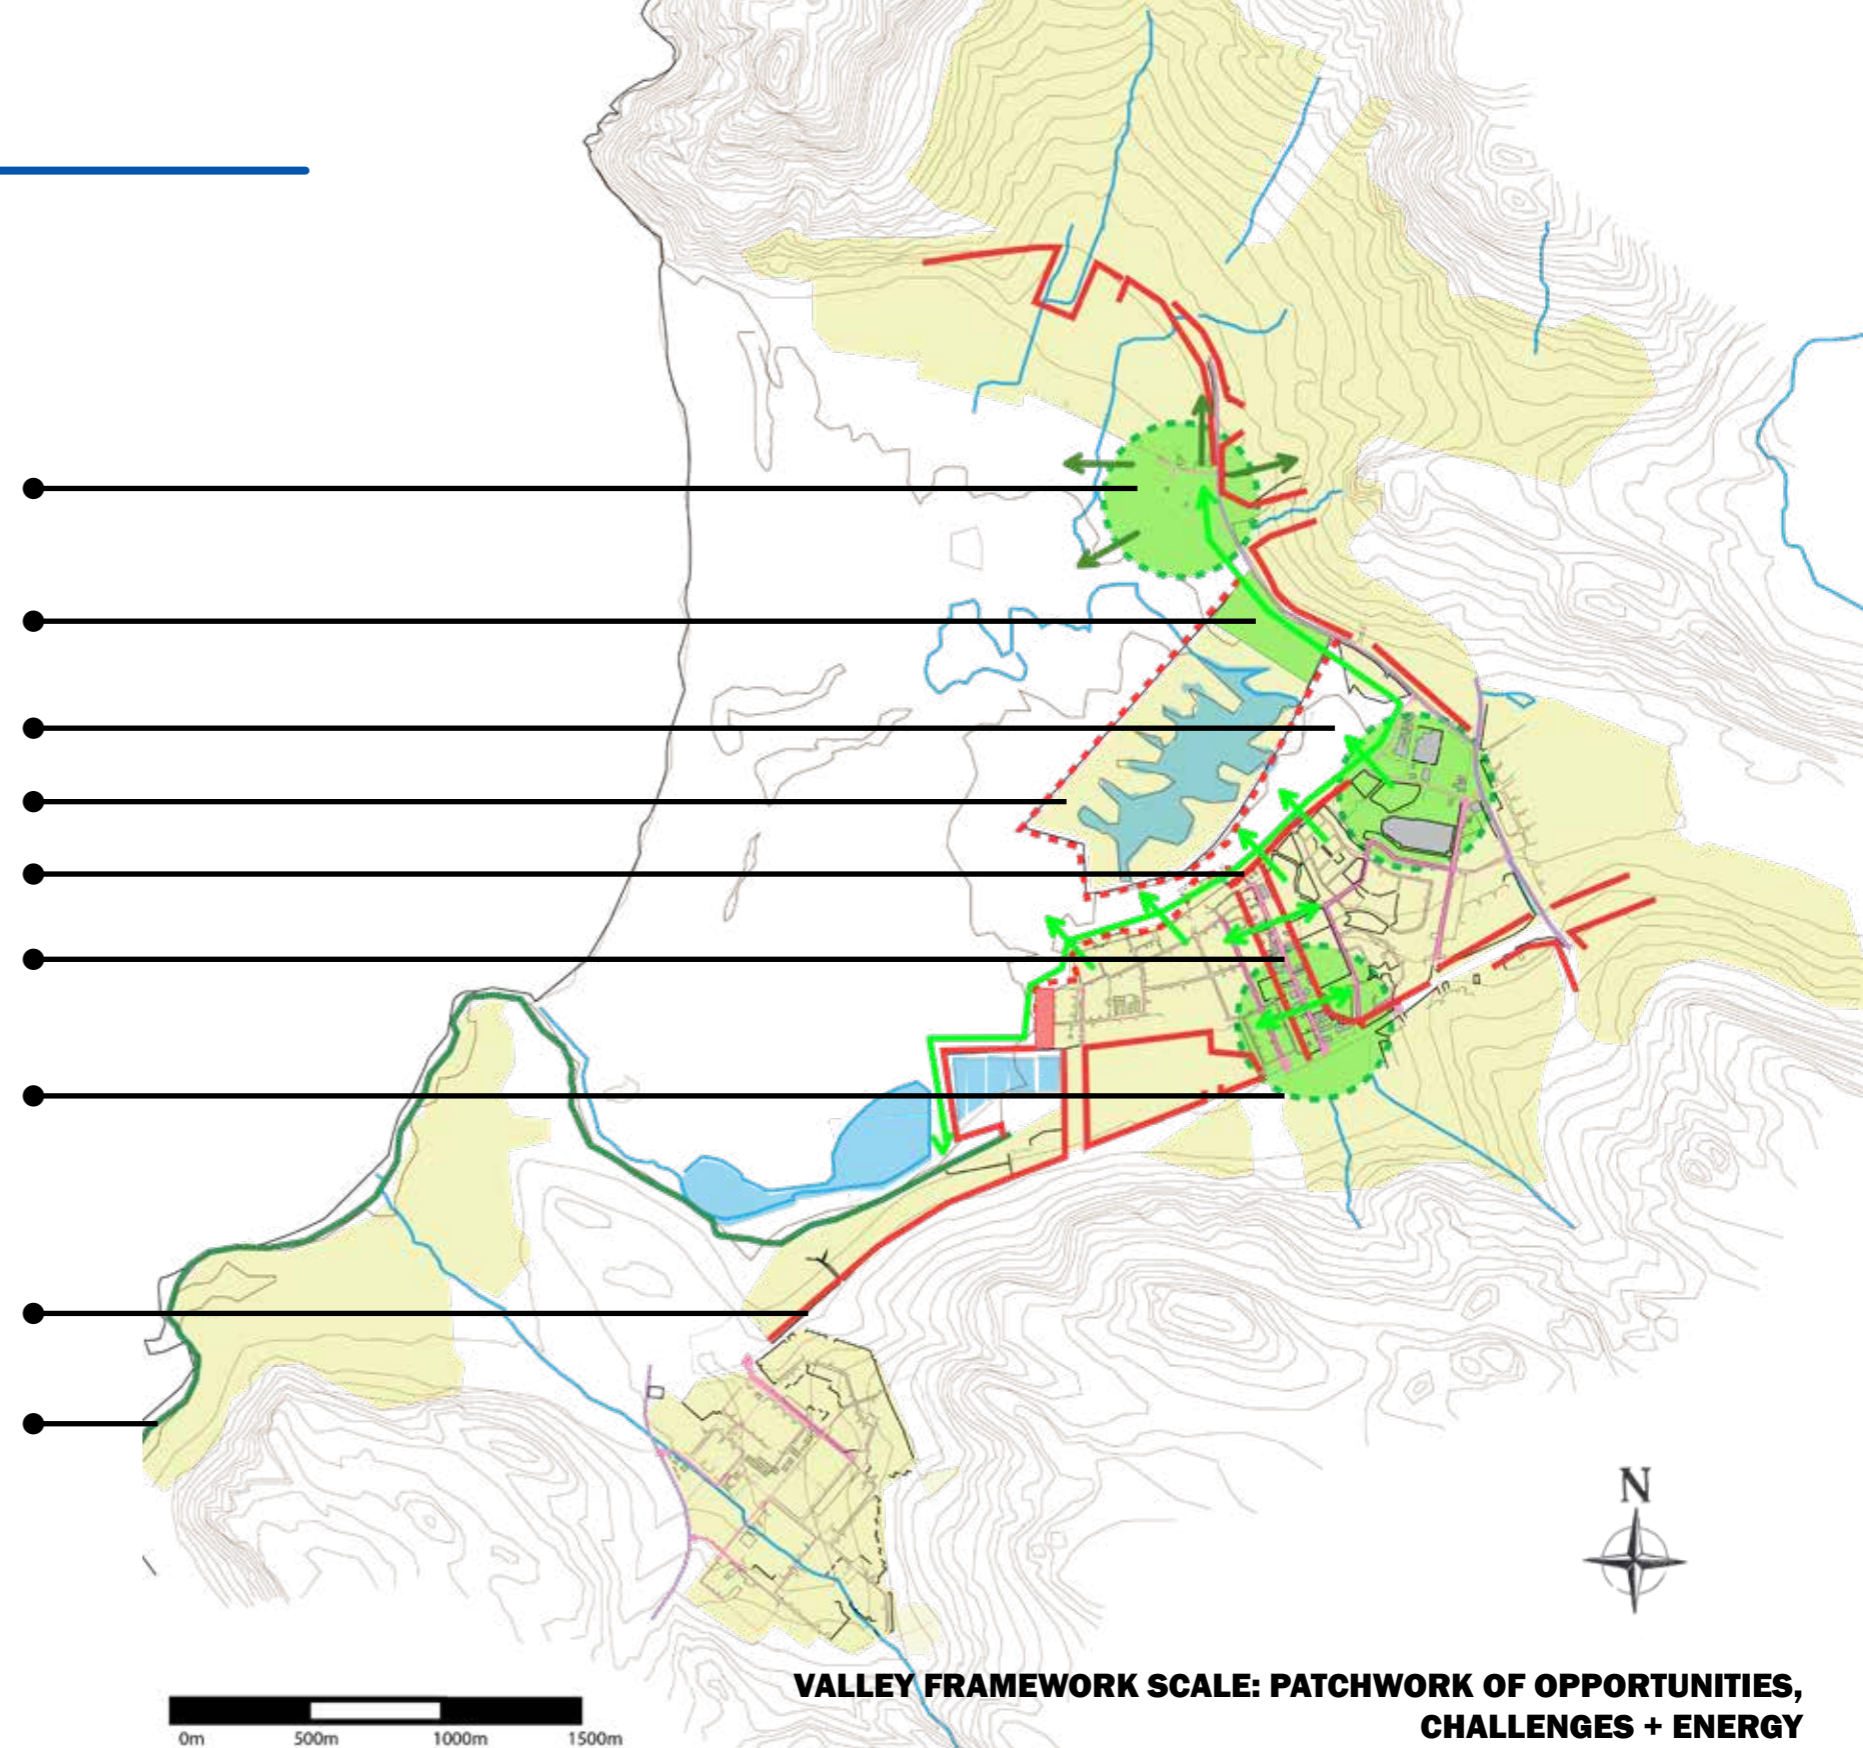 N
VALLEY FRAMEWORK SCALE: PATCHWORK OF OPPORTUNITIES,
CHALLENGES + ENERGY
0m 500m 1000m 1500m